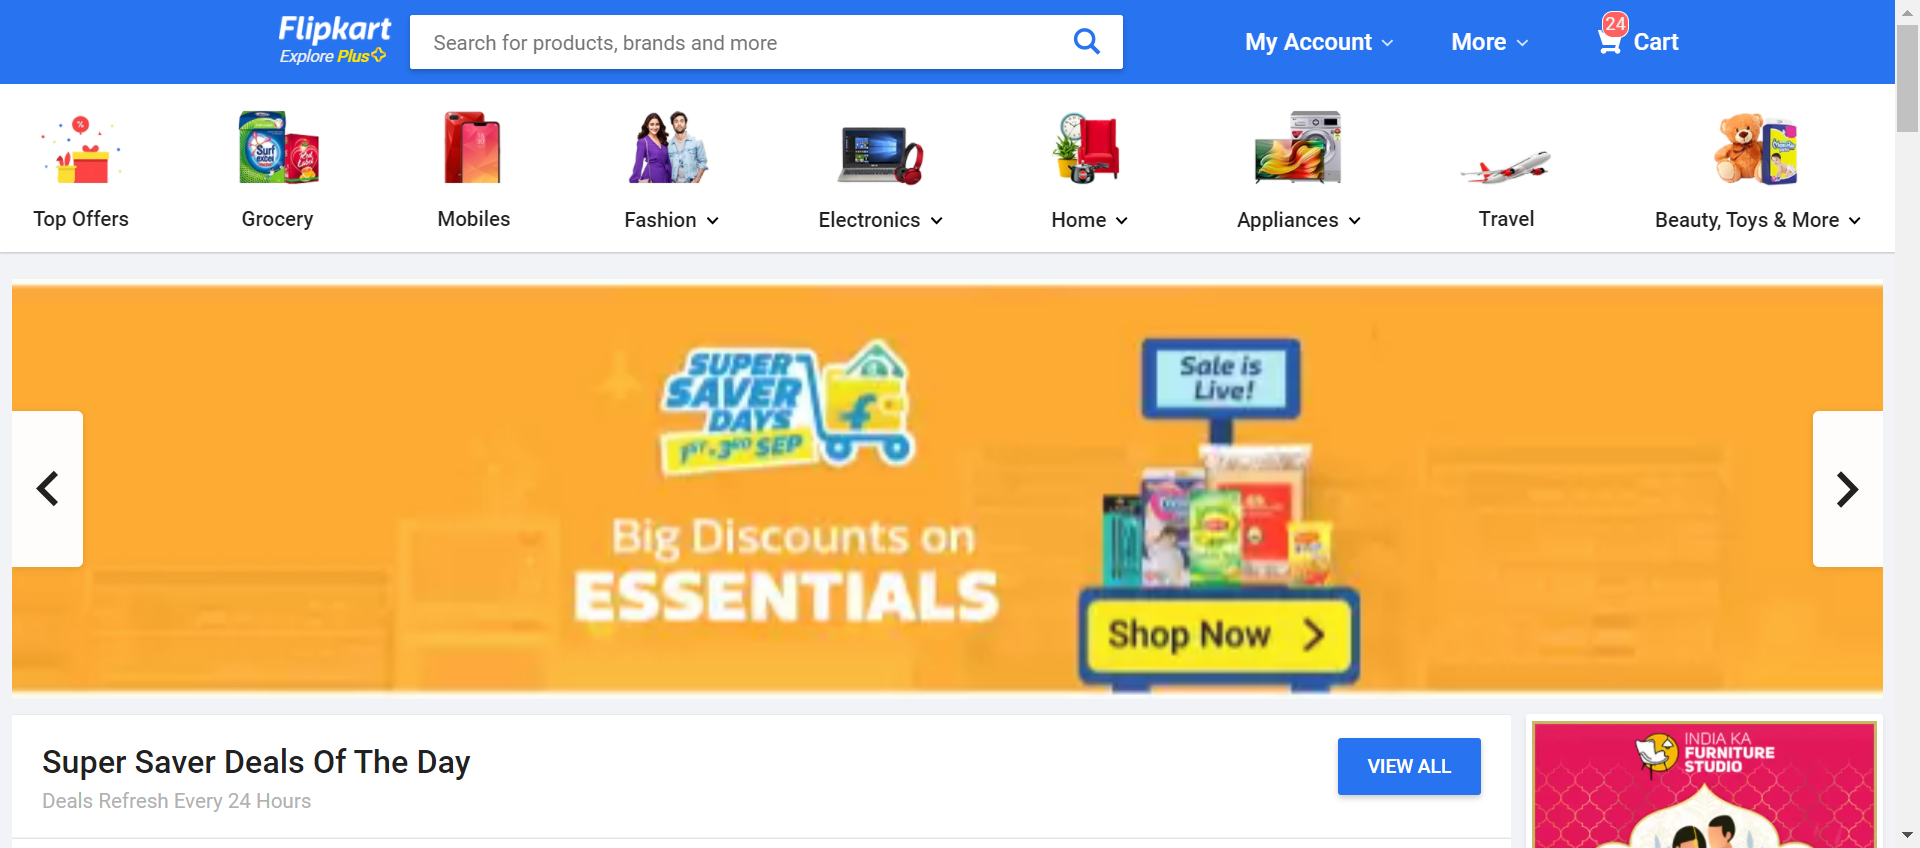 Flipkart
Explore Plus
Search for products, brands and more
My Account
More
24
Cart
Top Offers
Grocery
Mobiles
Fashion
Electronics
Home
Appliances
Travel
Beauty, Toys & More
%
Surf
excel
SUPER
SAVER
DAYS
1ST-3RD SEP
Big Discounts on
ESSENTIALS
Sale is
Live!
Shop Now
Super Saver Deals Of The Day
Deals Refresh Every 24 Hours
VIEW ALL
INDIA KA
FURNITURE
STUDIO